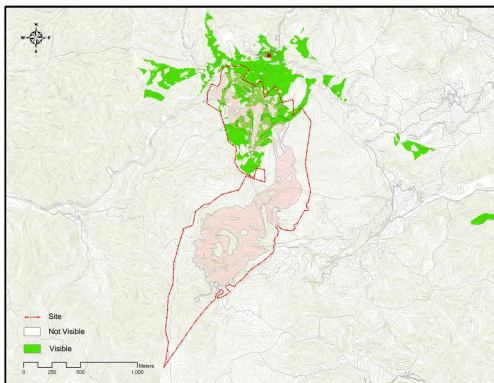 N
W E
S
Site
Not Visible
Visible
0 250 500 1,000
Meters